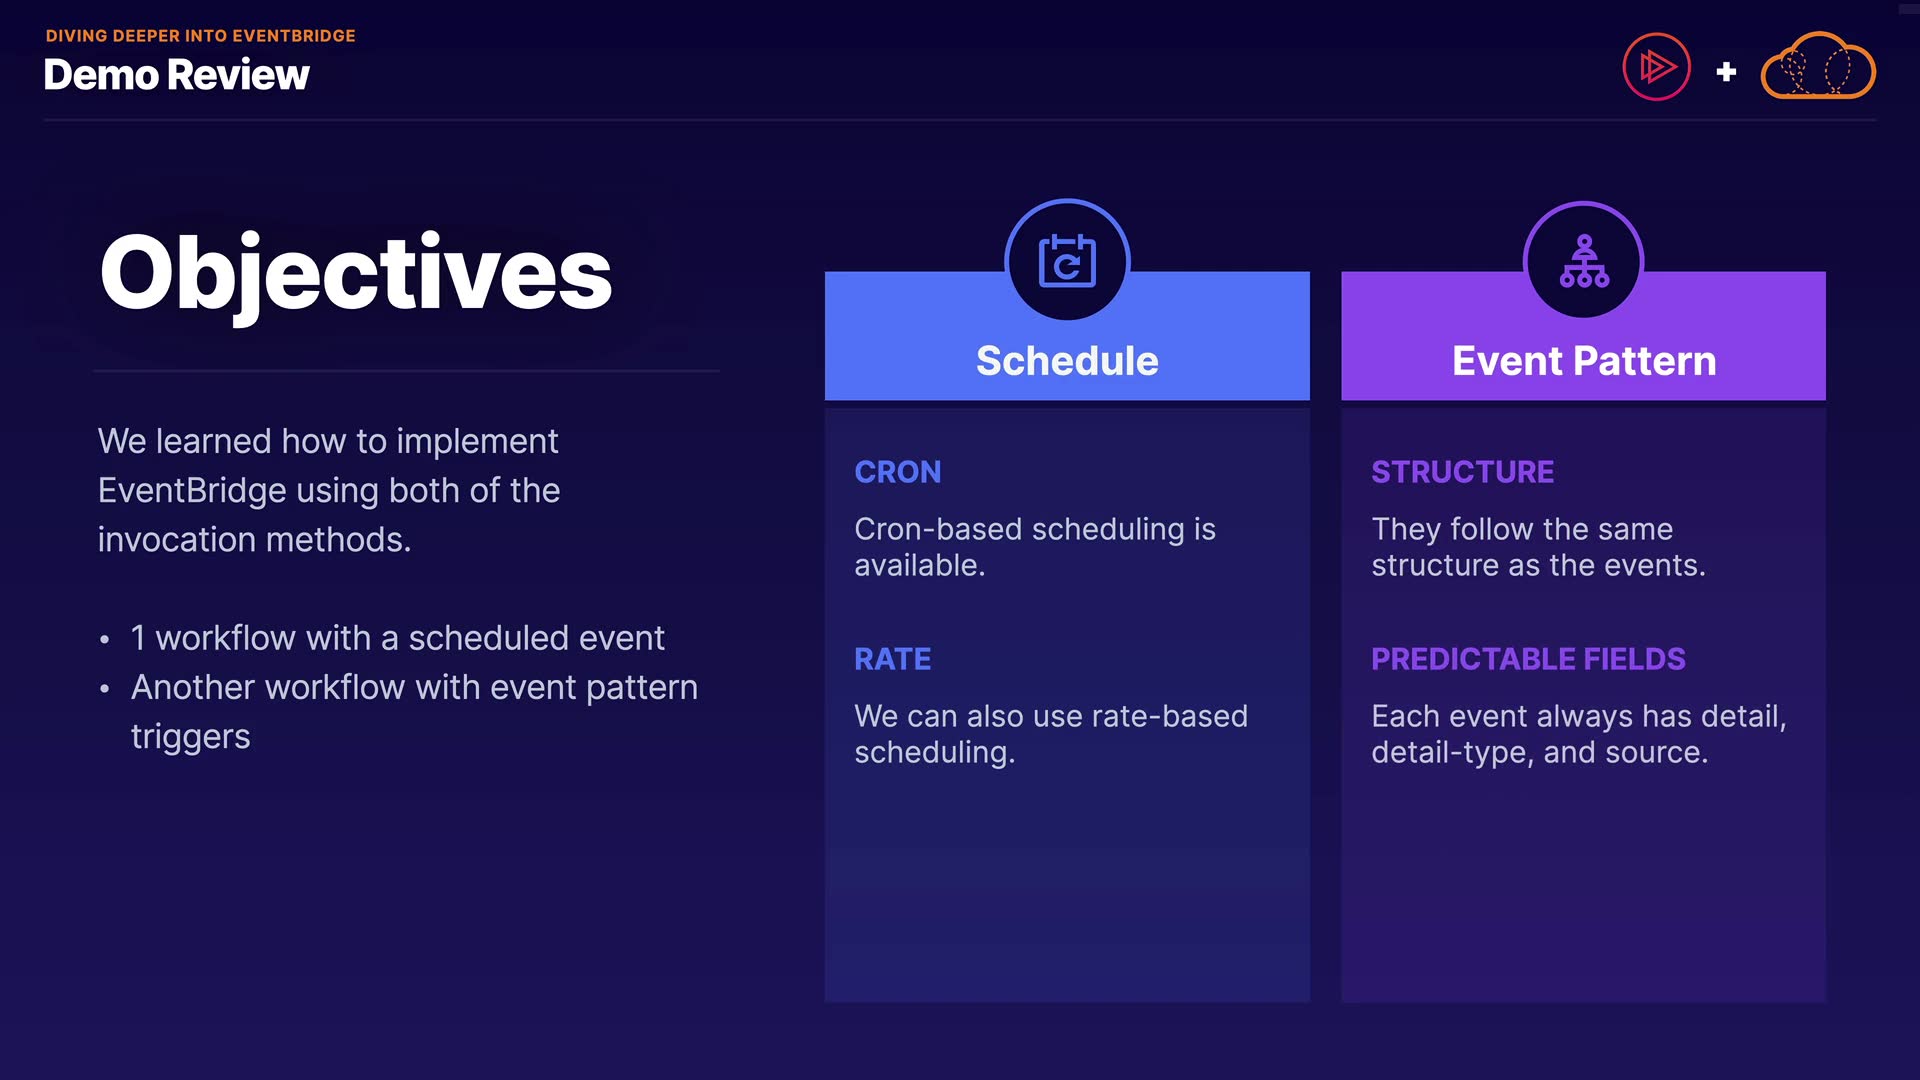 DIVING DEEPER INTO EVENTBRIDGE
Demo Review
Objectives
We learned how to implement
EventBridge using both of the
invocation methods.
• 1 workflow with a scheduled event
• Another workflow with event pattern
triggers
Schedule
CRON
Cron-based scheduling is
available.
RATE
We can also use rate-based
scheduling.
Event Pattern
STRUCTURE
They follow the same
structure as the events.
PREDICTABLE FIELDS
Each event always has detail,
detail-type, and source.